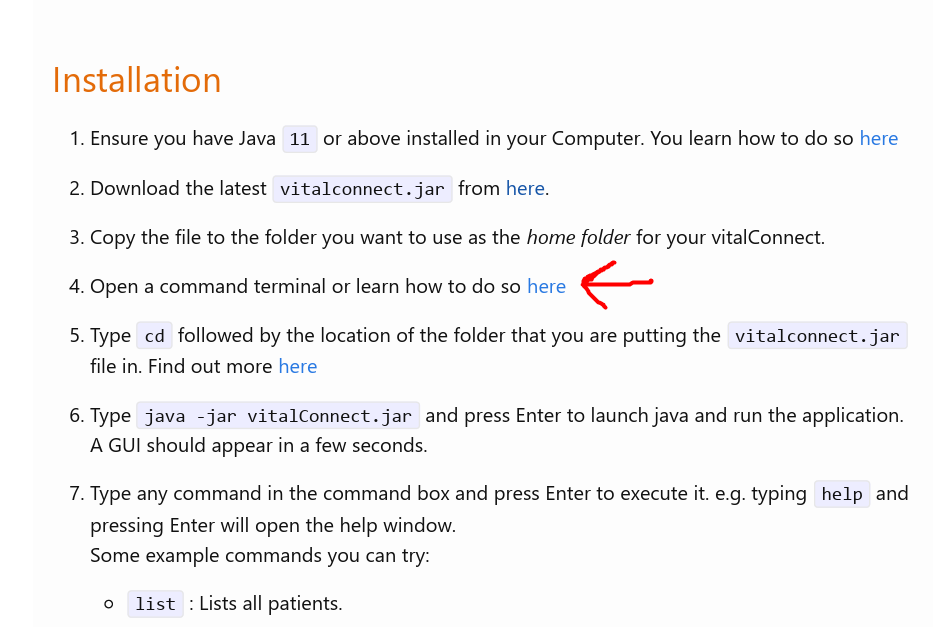 Installation
1. Ensure you have Java 11 or above installed in your Computer. You learn how to do so here
2. Download the latest vitalconnect.jar from here.
3. Copy the file to the folder you want to use as the home folder for your vitalConnect.
4. Open a command terminal or learn how to do so here
5. Type cd followed by the location of the folder that you are putting the vitalconnect.jar
file in. Find out more here
6. Type java -jar vitalConnect.jar and press Enter to launch java and run the application.
A GUI should appear in a few seconds.
7. Type any command in the command box and press Enter to execute it. e.g. typing help and
pressing Enter will open the help window.
Some example commands you can try:
list : Lists all patients.